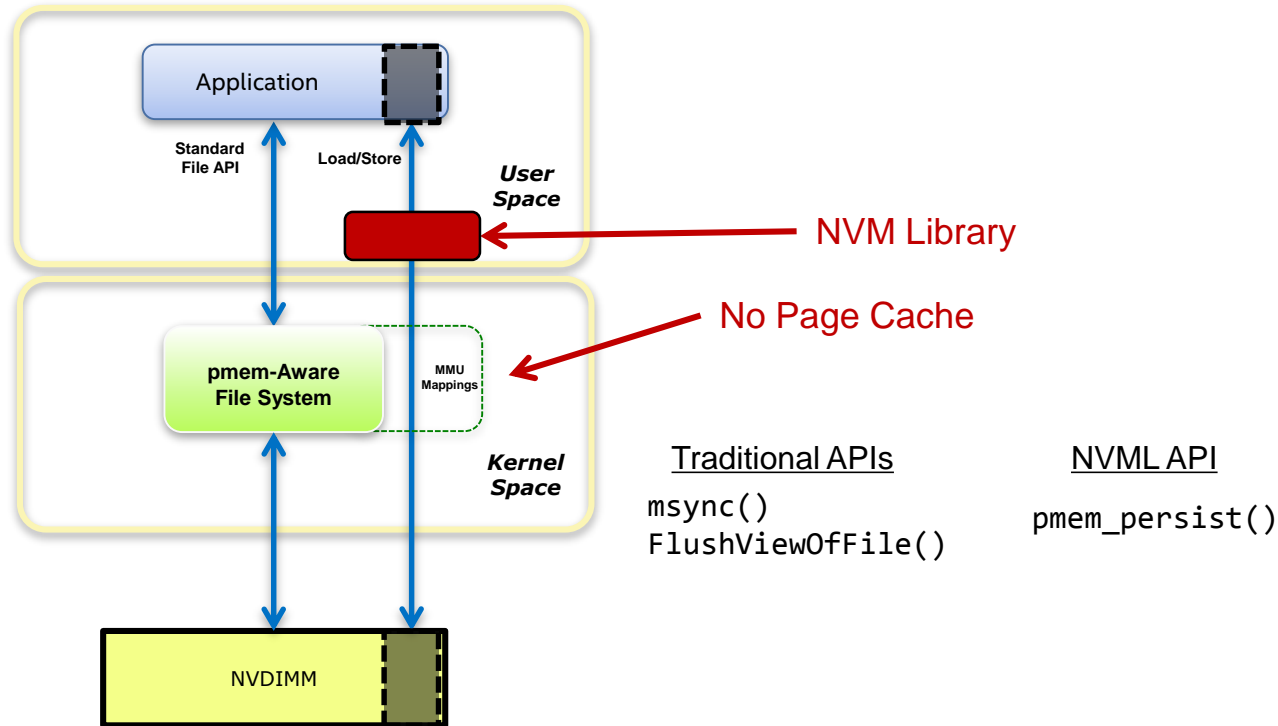 Application
Standard
File API
Load/Store
User
Space
NVM Library
No Page Cache
pmem-Aware
File System
MMU
Mappings
Kernel
Space
Traditional APIs
msync()
FlushViewOfFile()
NVML API
pmem_persist()
NVDIMM